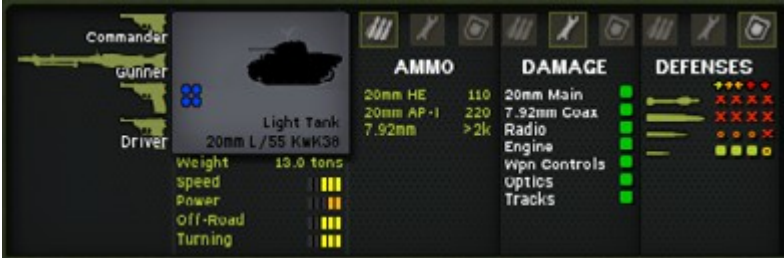 Commander
Gunner
Driver
Light Tank
20mm L/55 KwK38
Weight 13.0 tons
Speed
Power
Off-Road
Turning
AMMO
20mm HE 110
20mm AP-I 220
7.92mm >2k
DAMAGE
20mm Main
7.92mm Coax
Radio
Engine
Wpn Controls
Optics
Tracks
DEFENSES